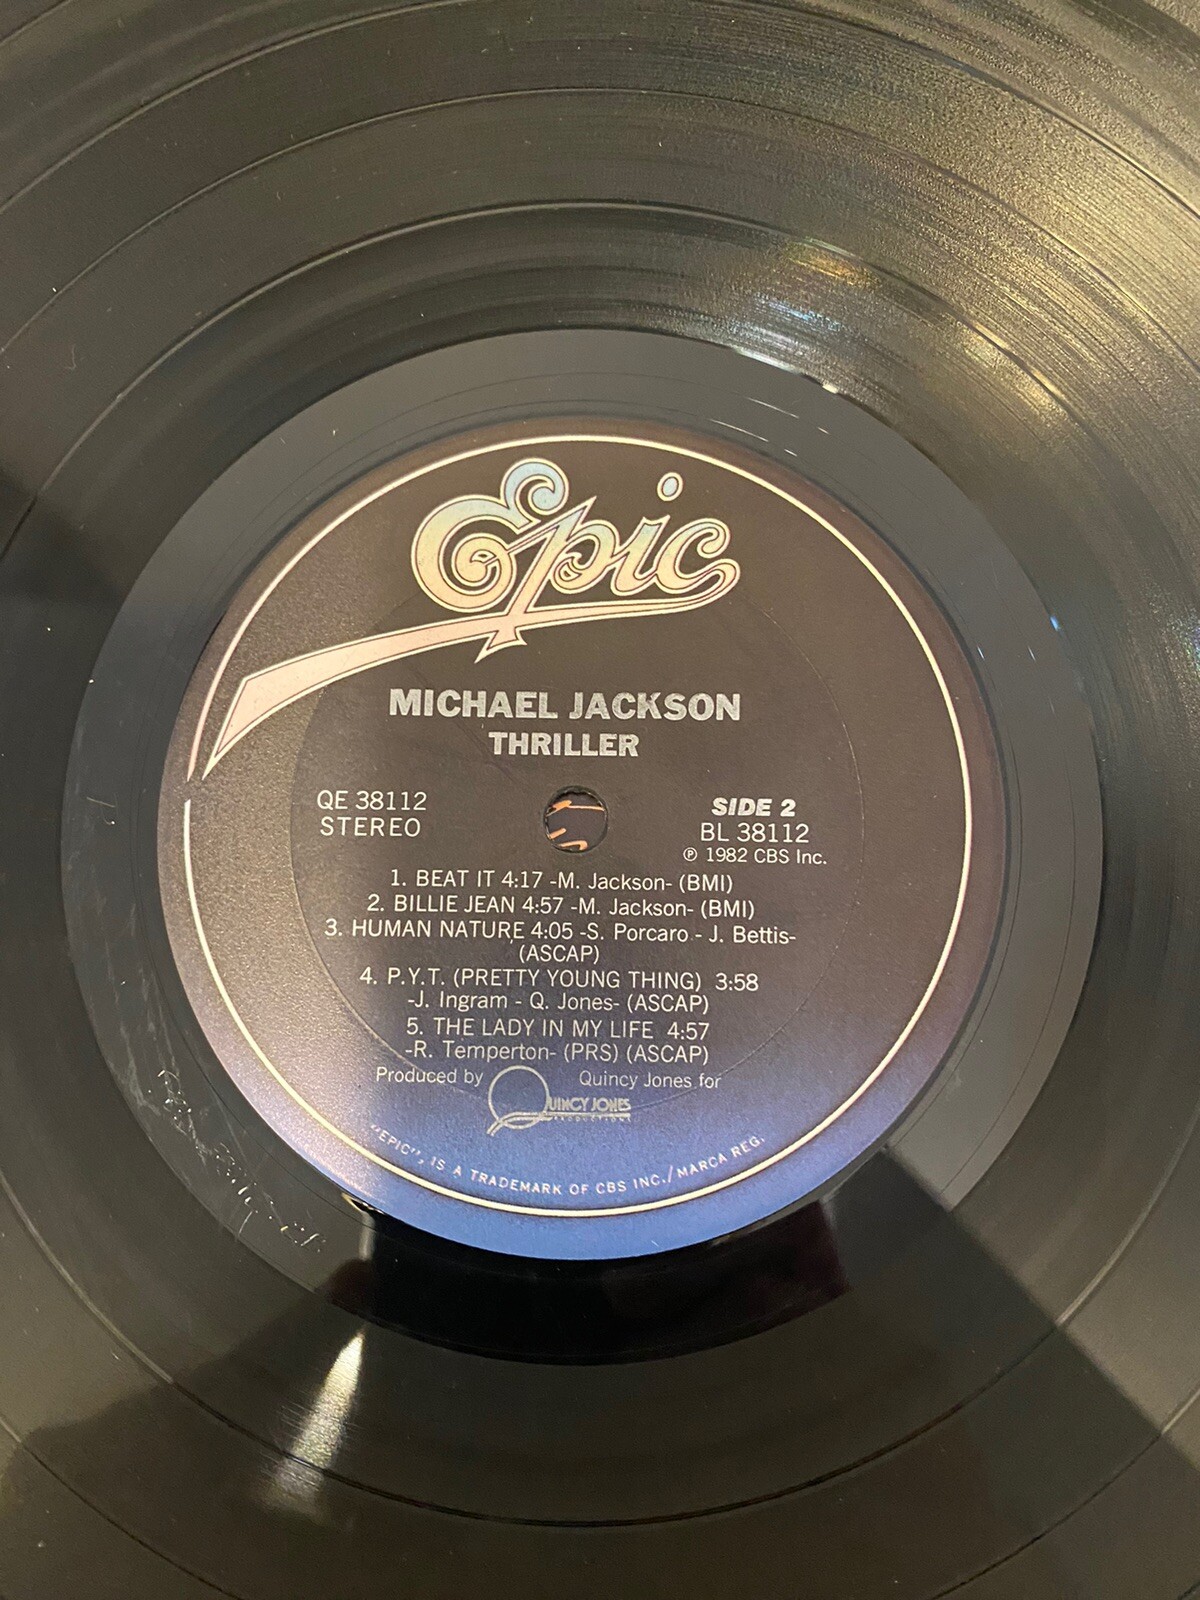 Epic
MICHAEL JACKSON
THRILLER
QE 38112
STEREO
SIDE 2
BL 38112
℗ 1982 CBS Inc.
1. BEAT IT 4:17 -M. Jackson- (BMI)
2. BILLIE JEAN 4:57 -M. Jackson- (BMI)
3. HUMAN NATURE 4:05 -S. Porcaro - J. Bettis-
(ASCAP)
4. P.Y.T. (PRETTY YOUNG THING) 3:58
-J. Ingram - Q. Jones- (ASCAP)
5. THE LADY IN MY LIFE 4:57
-R. Temperton- (PRS) (ASCAP)
Produced by Quincy Jones for
QUINCY JONES
PRODUCTIONS
"EPIC", IS A TRADEMARK OF CBS INC./MARCA REG.